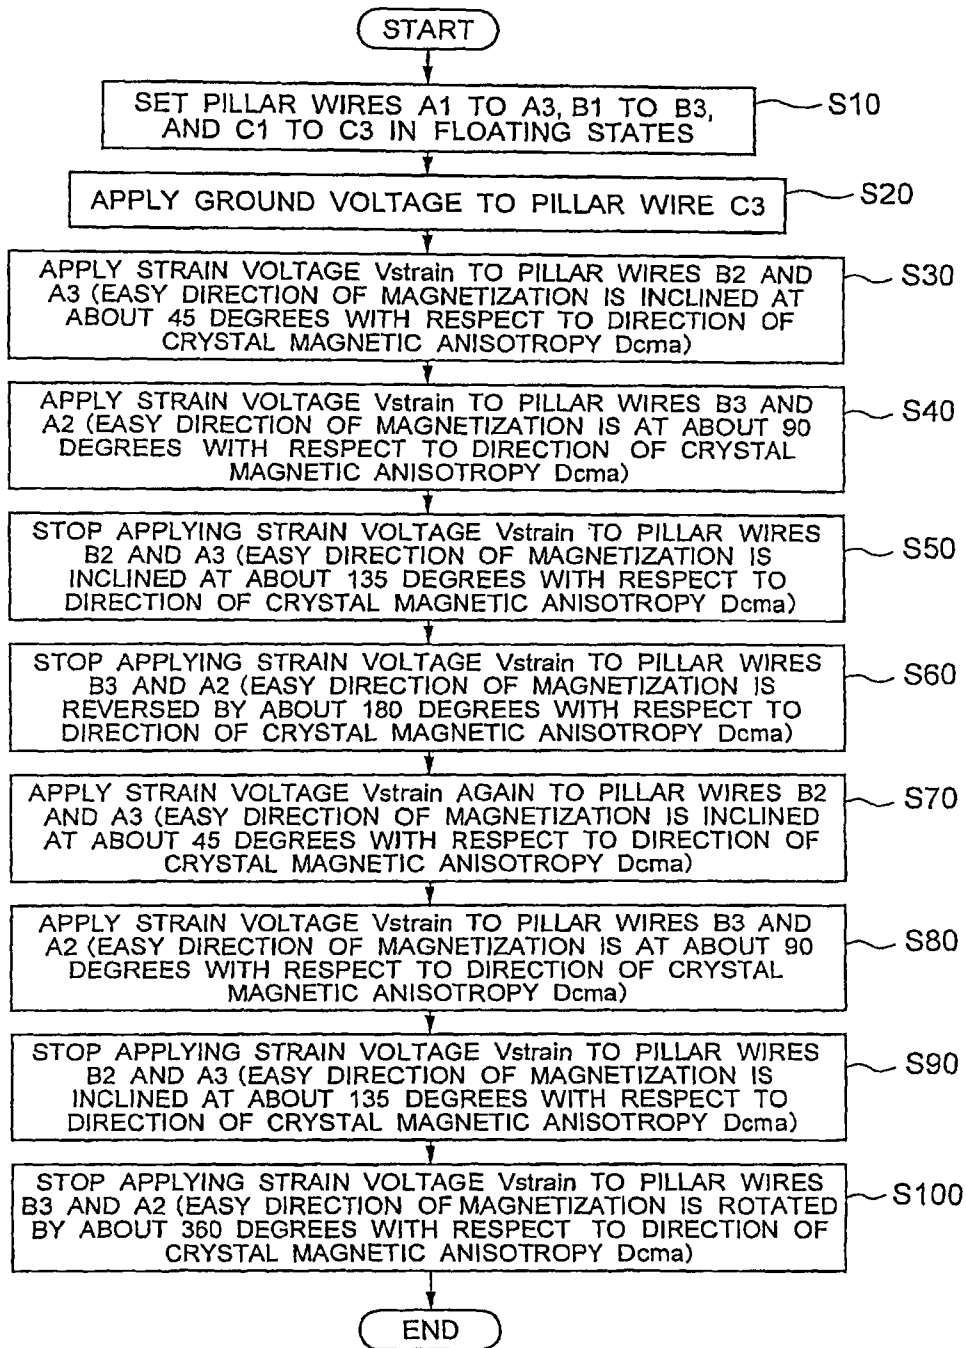 START
SET PILLAR WIRES A1 TO A3, B1 TO B3,
AND C1 TO C3 IN FLOATING STATES
S10
APPLY GROUND VOLTAGE TO PILLAR WIRE C3
S20
APPLY STRAIN VOLTAGE Vstrain TO PILLAR WIRES B2 AND
A3 (EASY DIRECTION OF MAGNETIZATION IS INCLINED AT
ABOUT 45 DEGREES WITH RESPECT TO DIRECTION OF
CRYSTAL MAGNETIC ANISOTROPY Dcma)
S30
APPLY STRAIN VOLTAGE Vstrain TO PILLAR WIRES B3 AND
A2 (EASY DIRECTION OF MAGNETIZATION IS AT ABOUT 90
DEGREES WITH RESPECT TO DIRECTION OF CRYSTAL
MAGNETIC ANISOTROPY Dcma)
S40
STOP APPLYING STRAIN VOLTAGE Vstrain TO PILLAR WIRES
B2 AND A3 (EASY DIRECTION OF MAGNETIZATION IS
INCLINED AT ABOUT 135 DEGREES WITH RESPECT TO
DIRECTION OF CRYSTAL MAGNETIC ANISOTROPY Dcma)
S50
STOP APPLYING STRAIN VOLTAGE Vstrain TO PILLAR WIRES
B3 AND A2 (EASY DIRECTION OF MAGNETIZATION IS
REVERSED BY ABOUT 180 DEGREES WITH RESPECT TO
DIRECTION OF CRYSTAL MAGNETIC ANISOTROPY Dcma)
S60
APPLY STRAIN VOLTAGE Vstrain AGAIN TO PILLAR WIRES B2
AND A3 (EASY DIRECTION OF MAGNETIZATION IS INCLINED
AT ABOUT 45 DEGREES WITH RESPECT TO DIRECTION OF
CRYSTAL MAGNETIC ANISOTROPY Dcma)
S70
APPLY STRAIN VOLTAGE Vstrain TO PILLAR WIRES B3 AND
A2 (EASY DIRECTION OF MAGNETIZATION IS AT ABOUT 90
DEGREES WITH RESPECT TO DIRECTION OF CRYSTAL
MAGNETIC ANISOTROPY Dcma)
S80
STOP APPLYING STRAIN VOLTAGE Vstrain TO PILLAR WIRES
B2 AND A3 (EASY DIRECTION OF MAGNETIZATION IS
INCLINED AT ABOUT 135 DEGREES WITH RESPECT TO
DIRECTION OF CRYSTAL MAGNETIC ANISOTROPY Dcma)
S90
STOP APPLYING STRAIN VOLTAGE Vstrain TO PILLAR WIRES
B3 AND A2 (EASY DIRECTION OF MAGNETIZATION IS ROTATED
BY ABOUT 360 DEGREES WITH RESPECT TO DIRECTION OF
CRYSTAL MAGNETIC ANISOTROPY Dcma)
S100
END